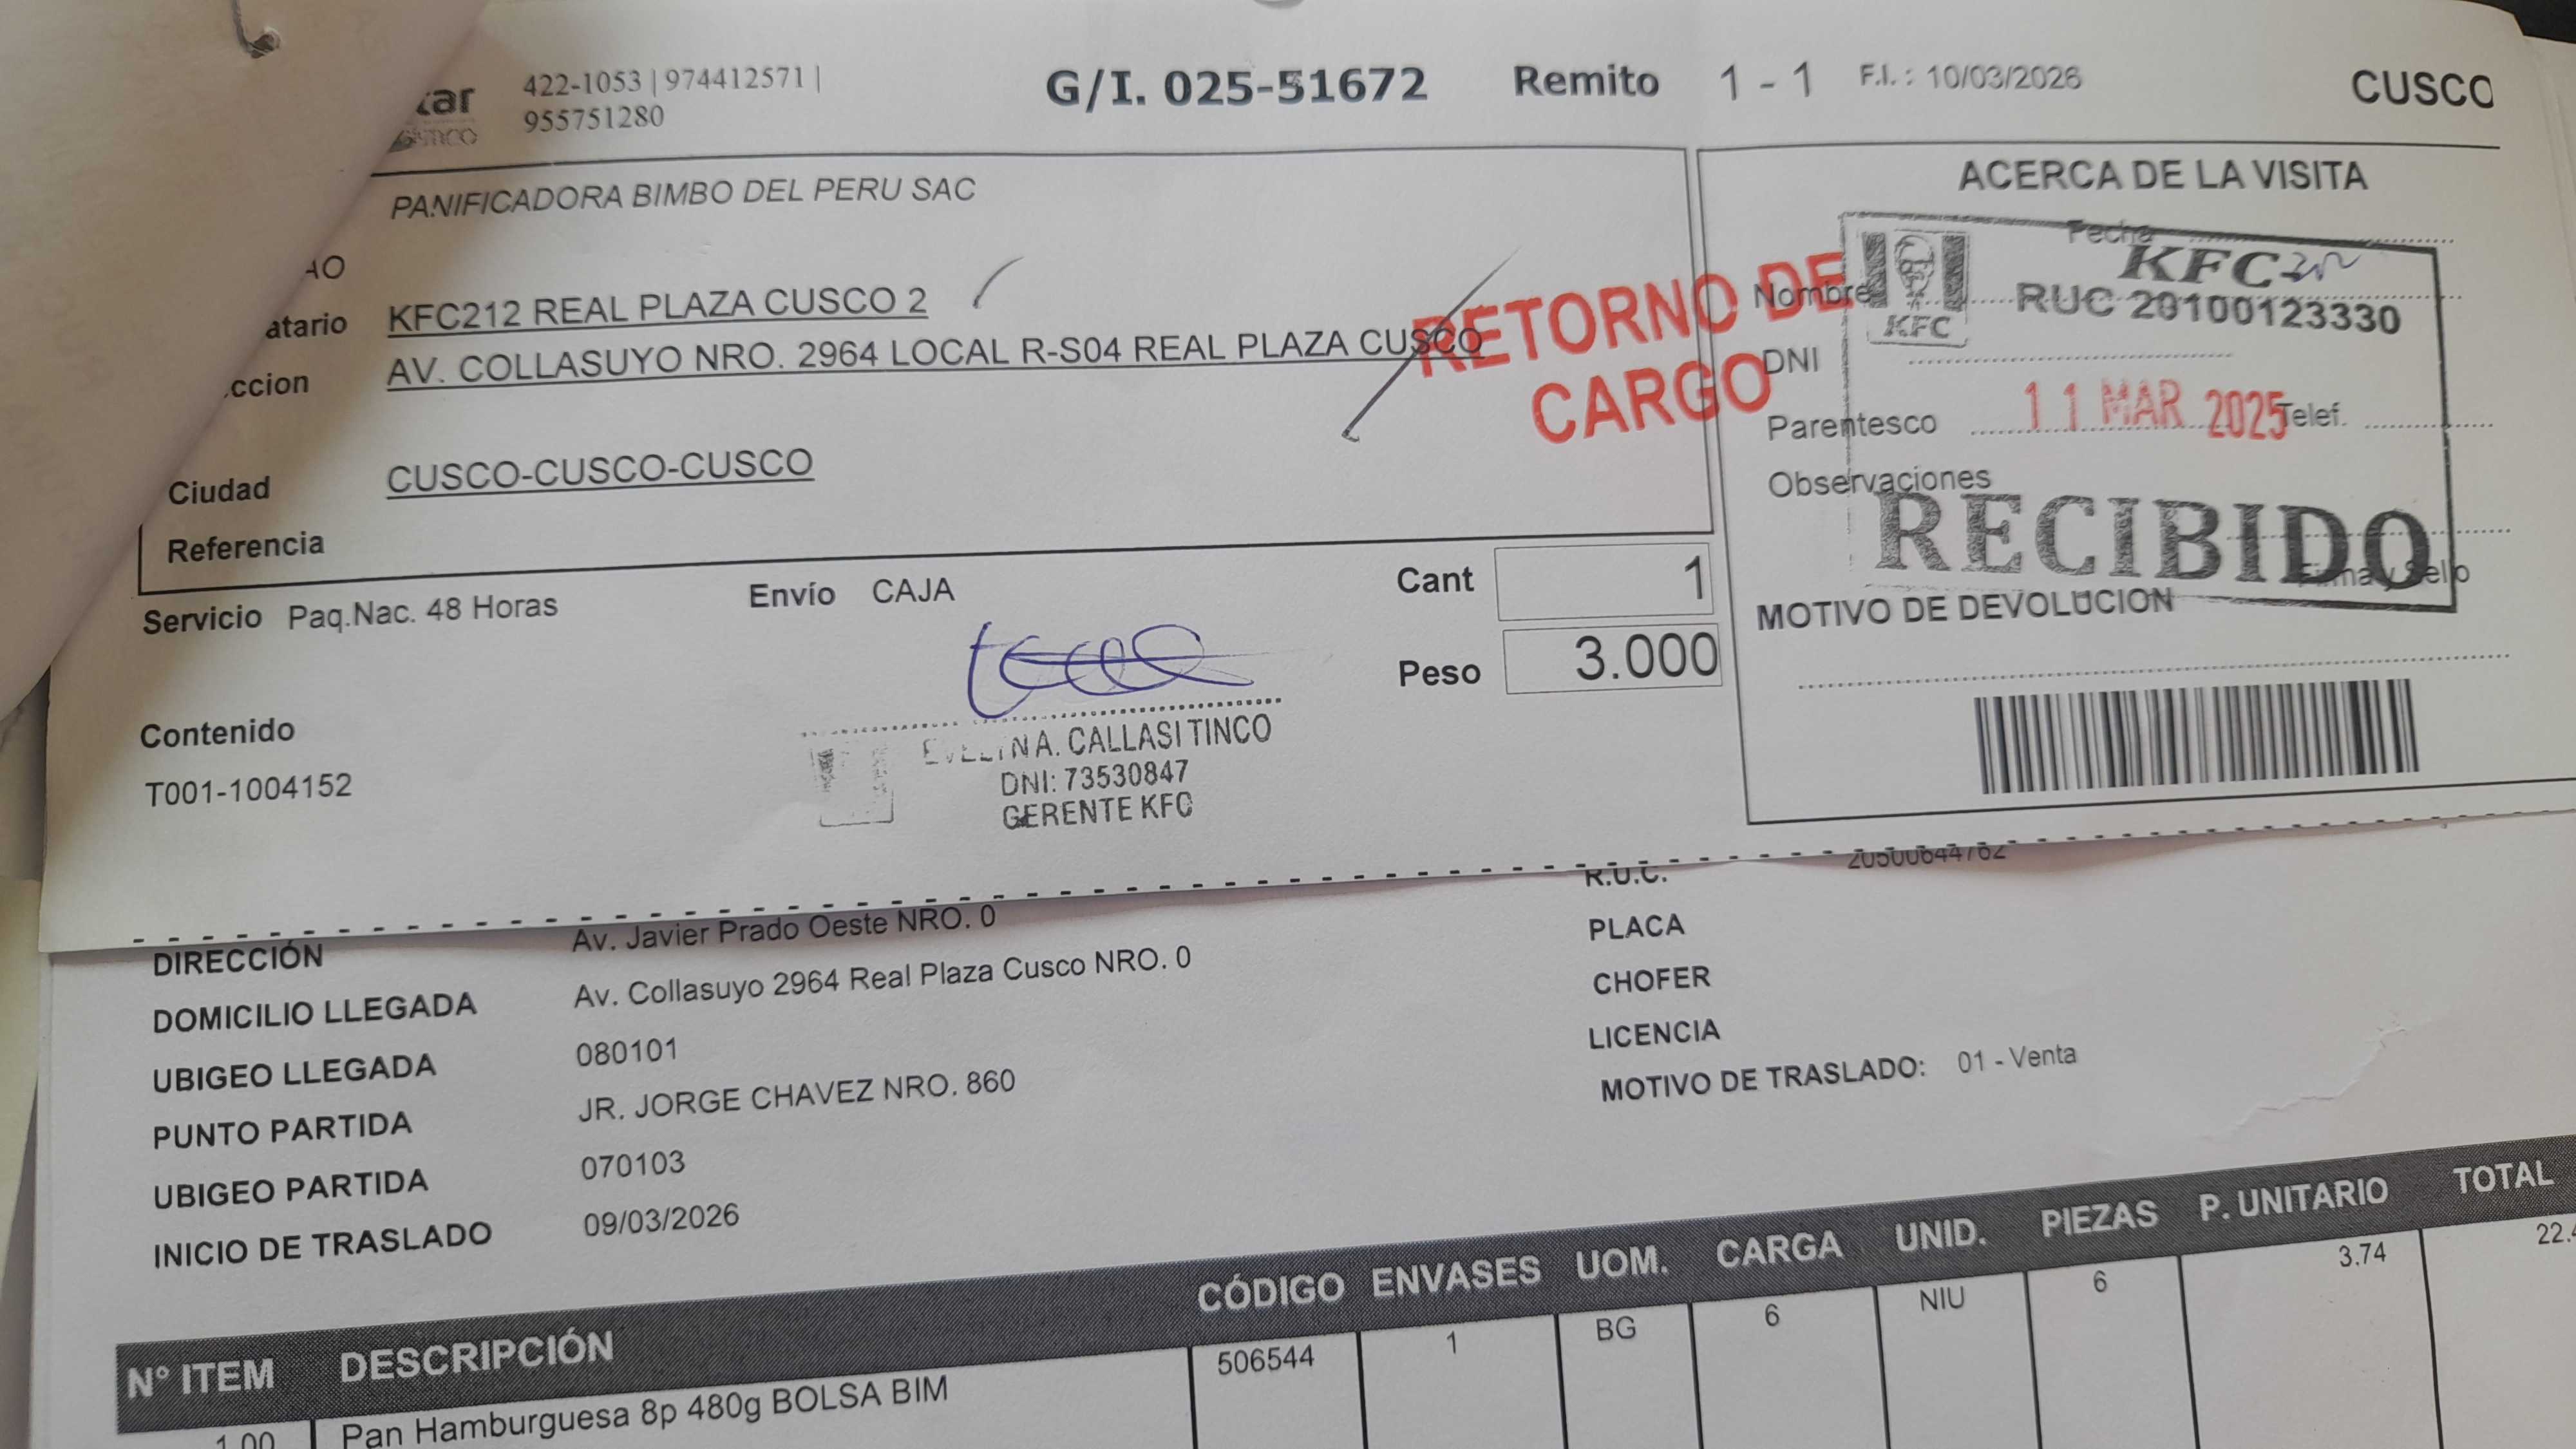 422-1053 | 974412571 |
955751280
G/I. 025-51672 Remito 1 - 1 F.I. : 10/03/2026 CUSCO
PANIFICADORA BIMBO DEL PERU SAC
KFC212 REAL PLAZA CUSCO 2
AV. COLLASUYO NRO. 2964 LOCAL R-S04 REAL PLAZA CUSCO
Ciudad CUSCO-CUSCO-CUSCO
Referencia
RETORNO DE
CARGO
ACERCA DE LA VISITA
Fecha
KFC
Nombre
RUC 20100123330
KFC
DNI
11 MAR 2025
Parentesco Telef.
Observaciones
RECIBIDO
Firma y Sello
MOTIVO DE DEVOLUCION
Servicio Paq.Nac. 48 Horas Envío CAJA
Cant 1
Peso 3.000
Contenido
T001-1004152
A. CALLASI TINCO
DNI: 73530847
GERENTE KFC
R.U.C.
DIRECCIÓN Av. Javier Prado Oeste NRO. 0
PLACA
DOMICILIO LLEGADA Av. Collasuyo 2964 Real Plaza Cusco NRO. 0
CHOFER
UBIGEO LLEGADA 080101
LICENCIA
PUNTO PARTIDA JR. JORGE CHAVEZ NRO. 860
MOTIVO DE TRASLADO: 01 - Venta
UBIGEO PARTIDA 070103
INICIO DE TRASLADO 09/03/2026
N° ITEM DESCRIPCIÓN CÓDIGO ENVASES UOM. CARGA UNID. PIEZAS P. UNITARIO TOTAL
1.00 Pan Hamburguesa 8p 480g BOLSA BIM 506544 1 BG 6 NIU 6 3.74